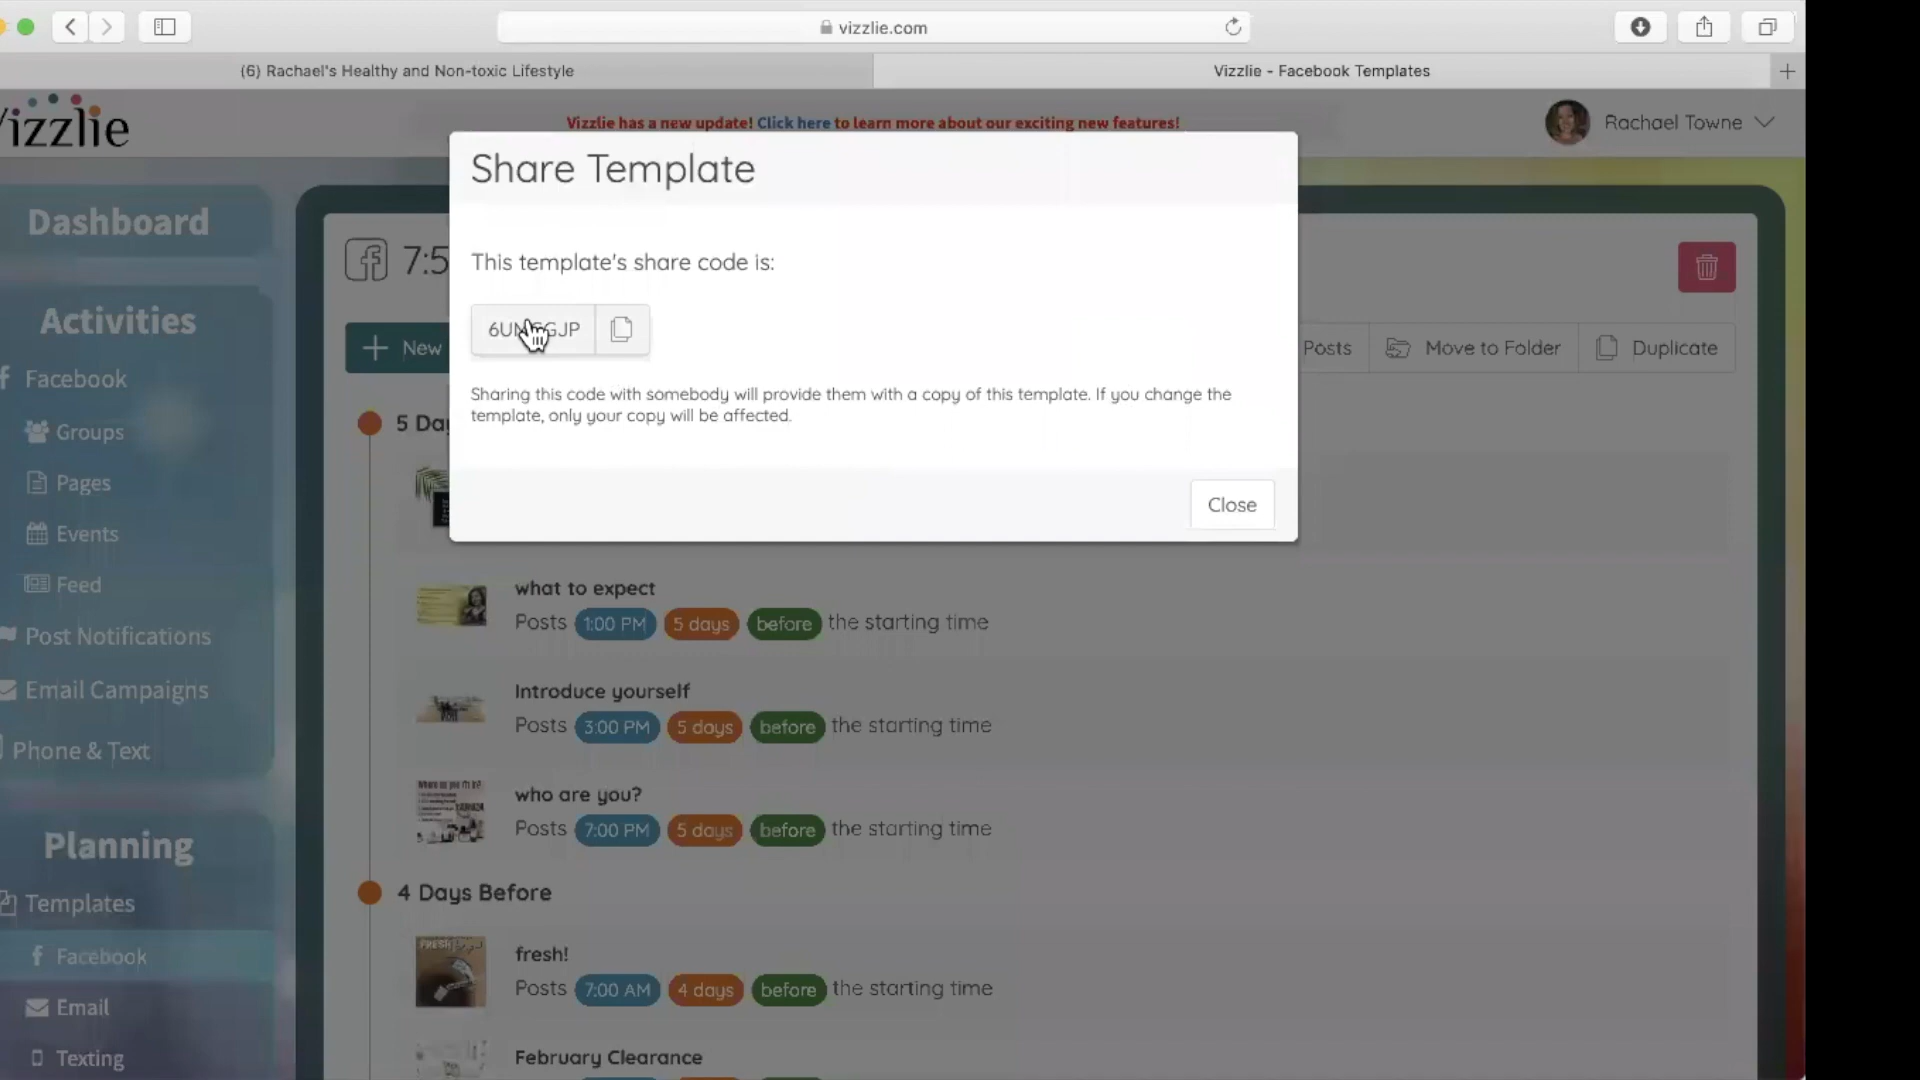 vizzlie.com
(6) Rachael's Healthy and Non-toxic Lifestyle
Vizzlie - Facebook Templates
Vizzlie has a new update! Click here to learn more about our exciting new features!
Rachael Towne
Share Template
Dashboard
This template's share code is:
7:5
Activities
New
Posts
Move to Folder
Duplicate
Facebook
Sharing this code with somebody will provide them with a copy of this template. If you change the
template, only your copy will be affected.
Groups
Pages
Close
Events
Feed
what to expect
Posts 1:00 PM 5 days before the starting time
Post Notifications
Introduce yourself
Email Campaigns
Posts 3:00 PM 5 days before the starting time
Phone & Text
who are you?
Posts 7:00 PM 5 days before the starting time
Planning
4 Days Before
Templates
FRESH
fresh!
Facebook
Posts 7:00 AM 4 days before the starting time
Email
February Clearance
Texting